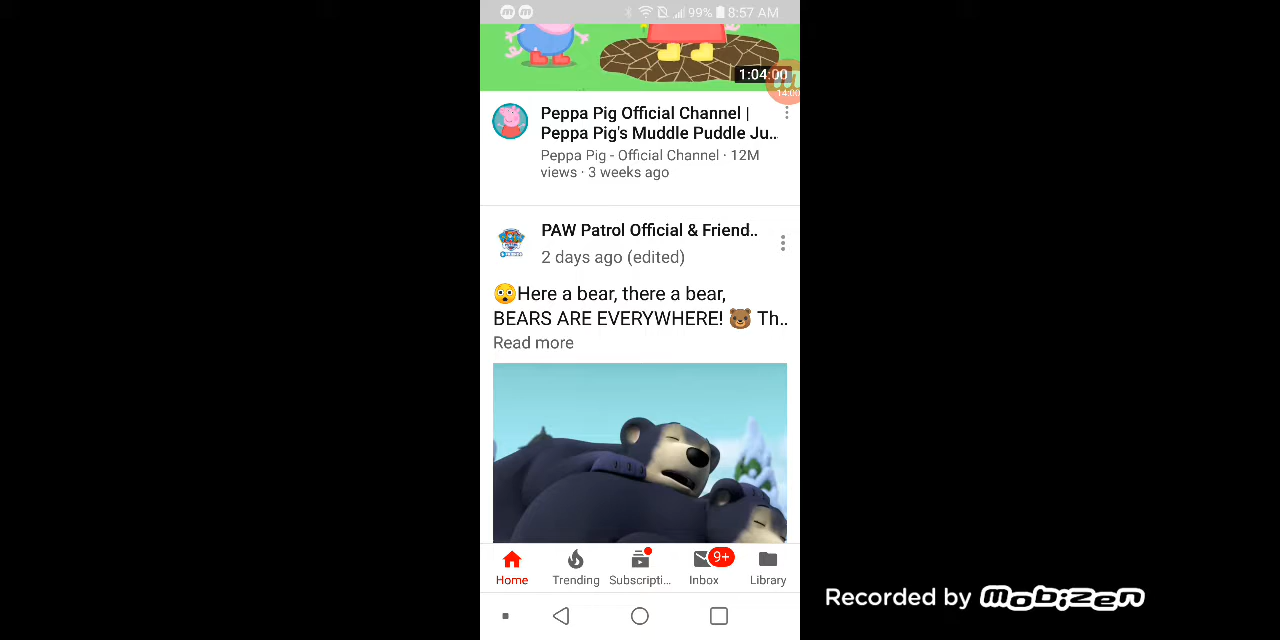 99% 8:57 AM
1:04:00
14:00
Peppa Pig Official Channel |
Peppa Pig's Muddle Puddle Ju...
Peppa Pig - Official Channel · 12M
views · 3 weeks ago
PAW Patrol Official & Friend..
2 days ago (edited)
😲Here a bear, there a bear,
BEARS ARE EVERYWHERE! 🐻 Th..
Read more
9+
Home Trending Subscripti... Inbox Library
Recorded by mobizen